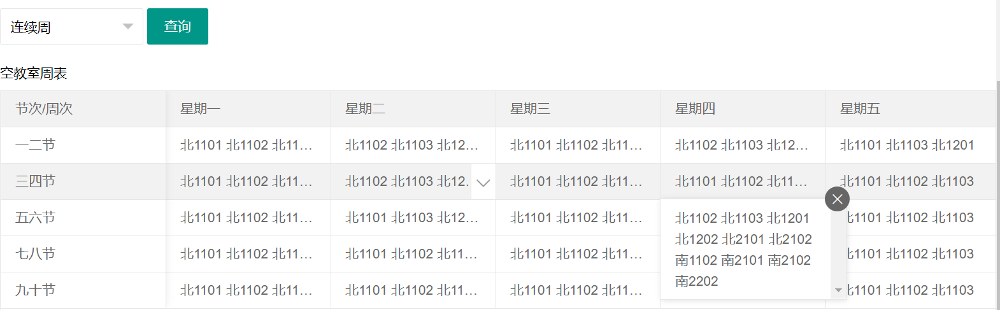 连续周 查询
空教室周表
节次/周次 星期一 星期二 星期三 星期四 星期五
一二节 北1101 北1102 北11... 北1102 北1103 北12... 北1101 北1102 北11... 北1102 北1103 北12... 北1101 北1103 北1201
三四节 北1101 北1102 北11... 北1102 北1103 北12. 北1101 北1102 北11... 北1101 北1102 北11... 北1101 北1102 北1103
五六节 北1101 北1102 北11... 北1101 北1103 北12... 北1101 北1102 北11... 北1102 北1103 北1201 北1101 北1102 北1103
北1202 北2101 北2102
七八节 北1101 北1102 北11... 北1101 北1102 北11... 北1101 北1102 北11... 南1102 南2101 南2102 北1101 北1102 北1103
九十节 北1101 北1102 北11... 北1101 北1102 北11... 北1101 北1102 北11... 南2202 北1101 北1102 北1103